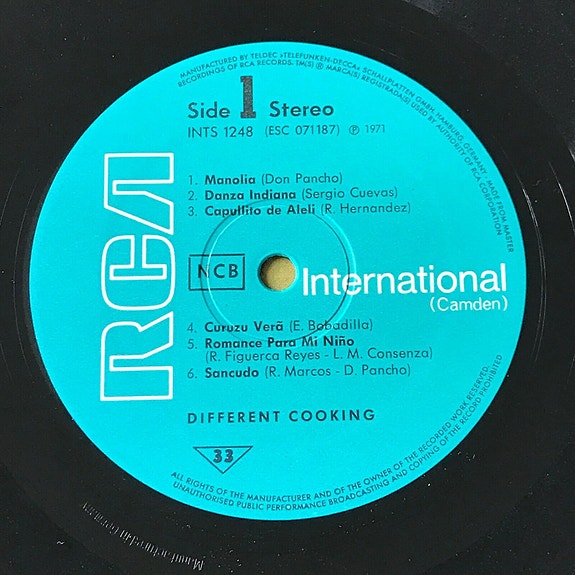 MANUFACTURED BY TELDEC »TELEFUNKEN-DECCA« SCHALLPLATTEN GMBH, HAMBURG, GERMANY · MADE FROM MASTER
RECORDINGS OF RCA RECORDS. TM(S) ® MARCA(S) REGISTRADA(S) USED BY AUTHORITY OF RCA CORPORATION
Side 1 Stereo
INTS 1248 (ESC 071187) ℗ 1971
RCA
1. Manolia (Don Pancho)
2. Danza Indiana (Sergio Cuevas)
3. Capullito de Aleli (R. Hernandez)
NCB
International
(Camden)
4. Curuzu Verã (E. Bobadilla)
5. Romance Para Mi Niño
(R. Figuerca Reyes - L. M. Consenza)
6. Sancudo (R. Marcos - D. Pancho)
DIFFERENT COOKING
33
ALL RIGHTS OF THE MANUFACTURER AND OF THE OWNER OF THE RECORDED WORK RESERVED.
UNAUTHORISED PUBLIC PERFORMANCE BROADCASTING AND COPYING OF THE RECORD PROHIBITED
Manufactured in Germany